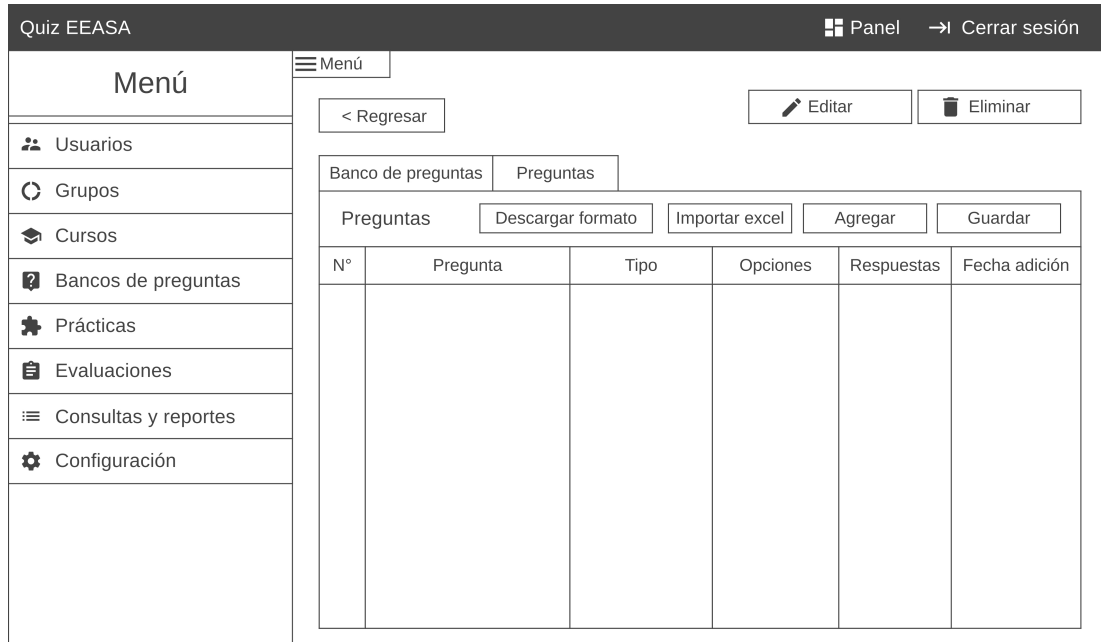 Quiz EEASA
Panel
Cerrar sesión
Menú
Usuarios
Grupos
Cursos
Bancos de preguntas
Prácticas
Evaluaciones
Consultas y reportes
Configuración
Menú
< Regresar
Editar
Eliminar
Banco de preguntas
Preguntas
Preguntas
Descargar formato
Importar excel
Agregar
Guardar
N° Pregunta Tipo Opciones Respuestas Fecha adición